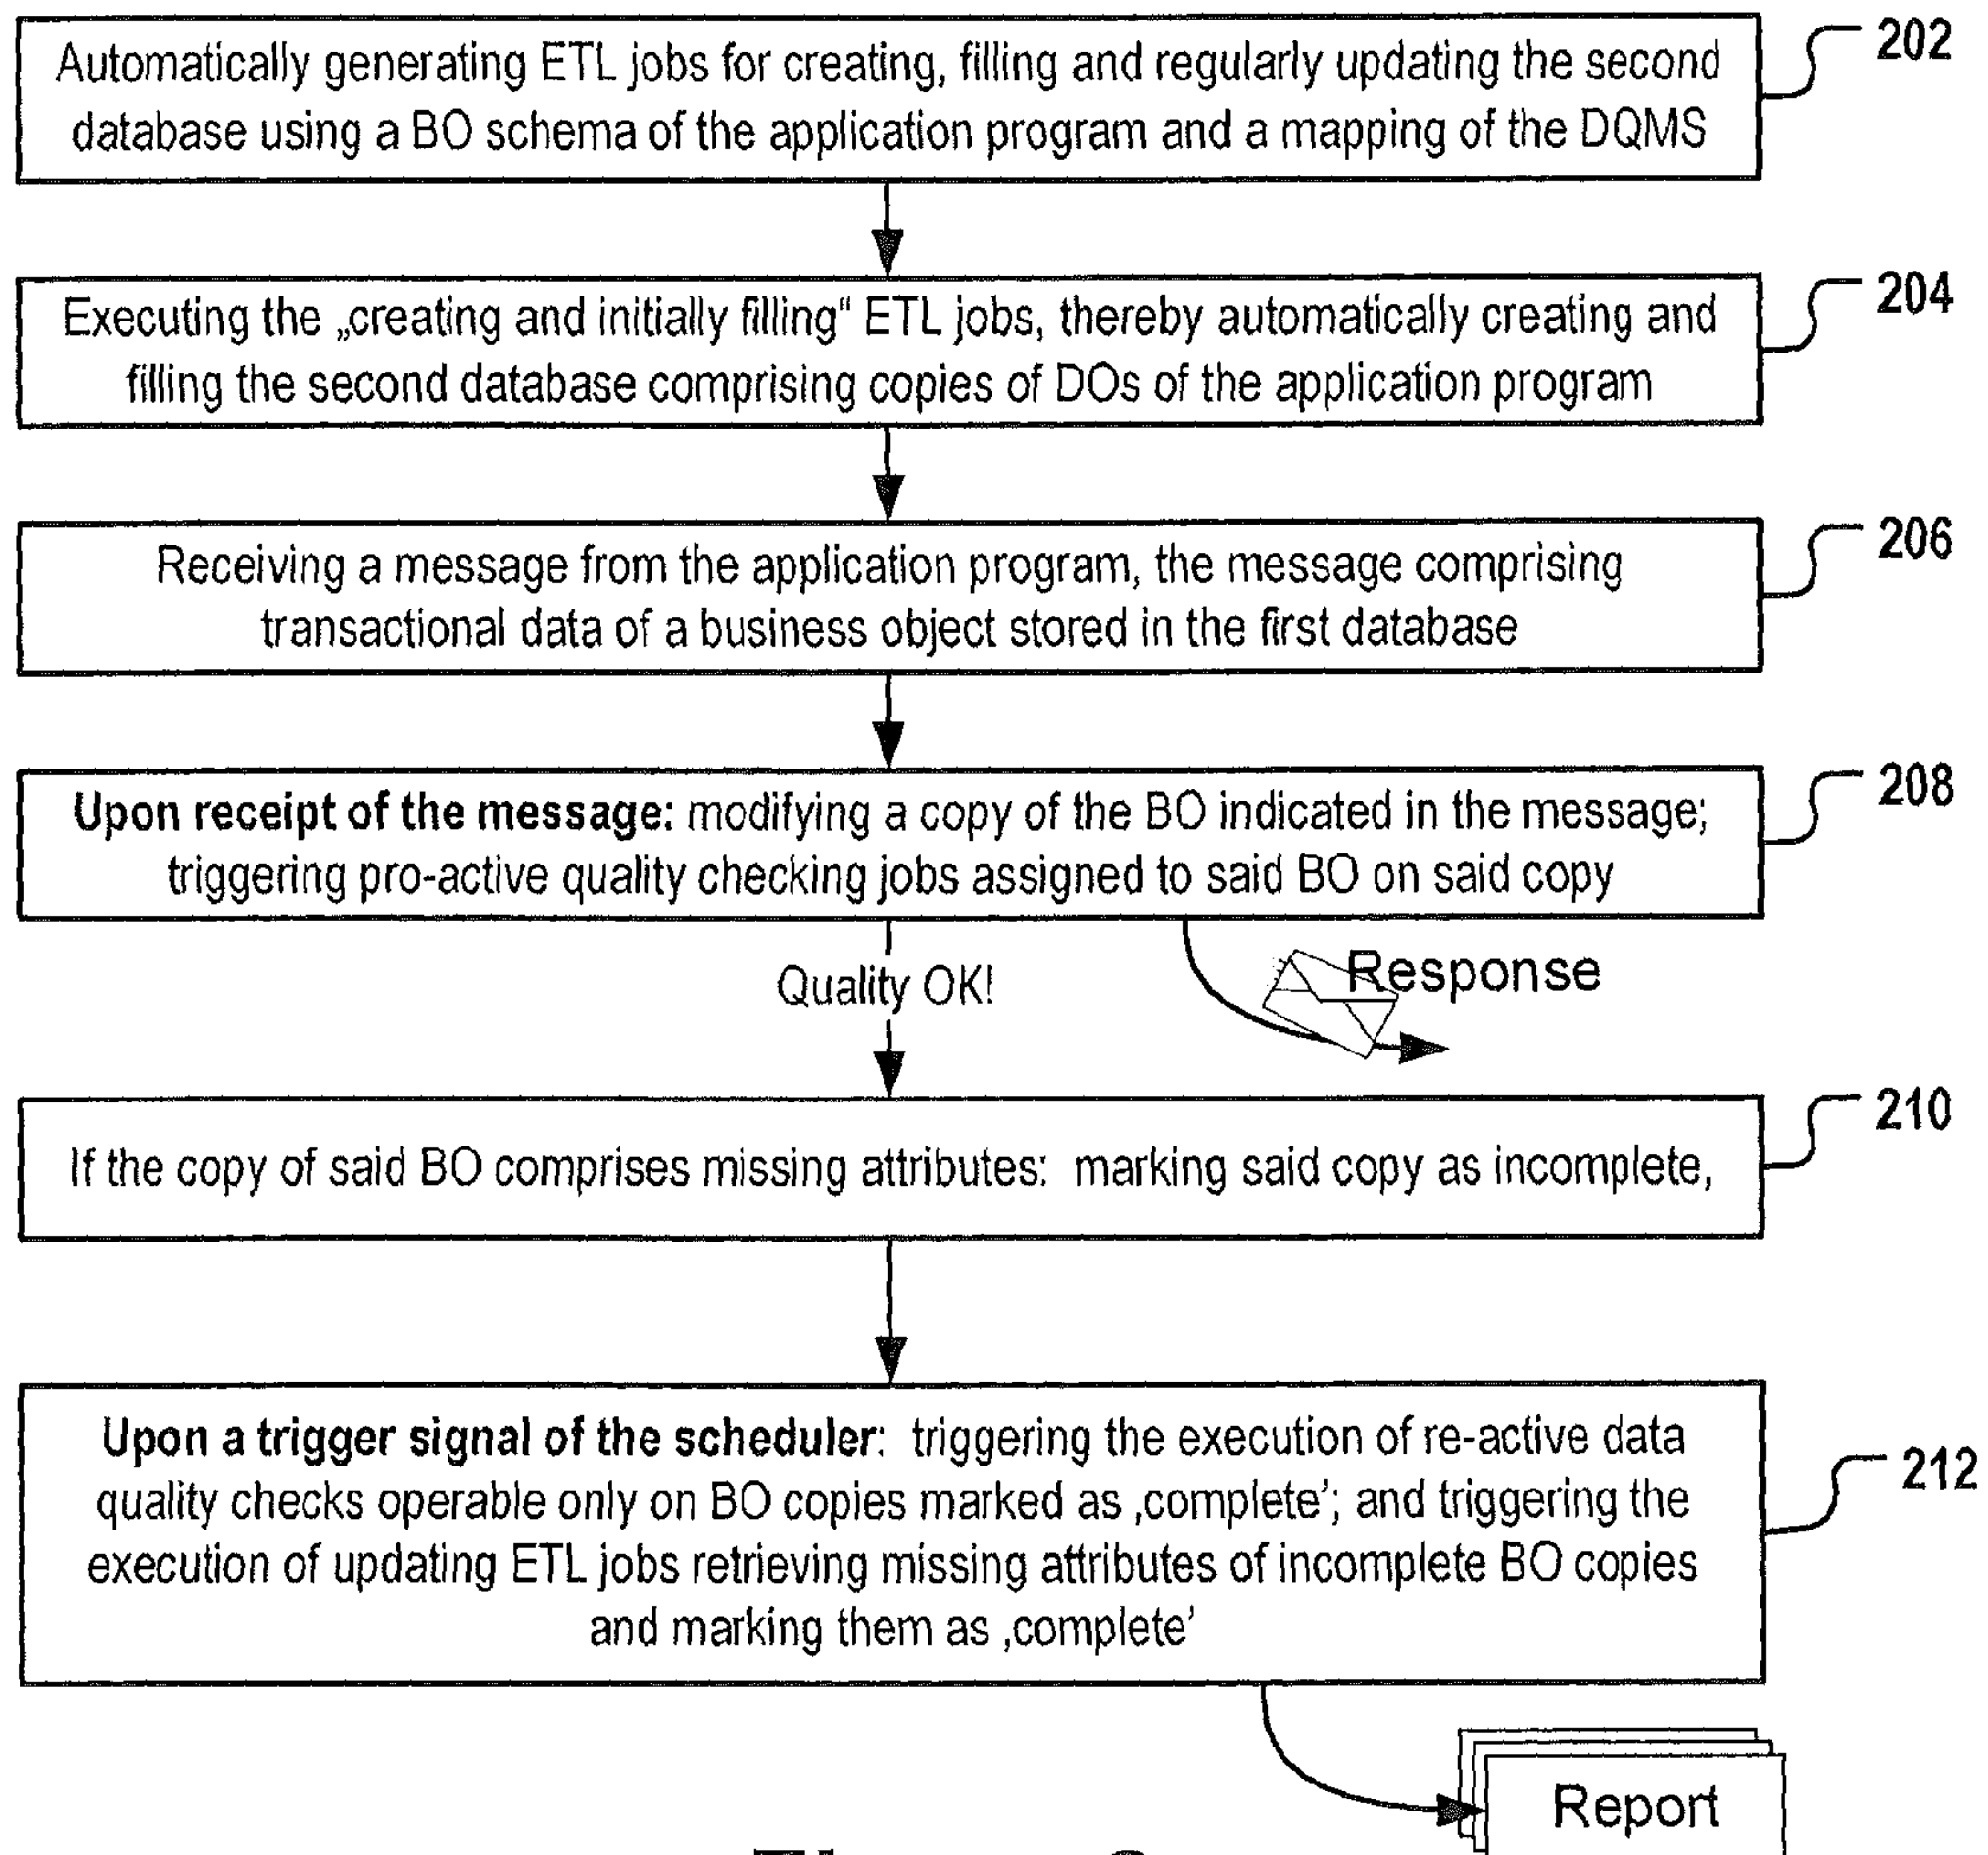 Automatically generating ETL jobs for creating, filling and regularly updating the second
database using a BO schema of the application program and a mapping of the DQMS
202
Executing the „creating and initially filling“ ETL jobs, thereby automatically creating and
filling the second database comprising copies of DOs of the application program
204
Receiving a message from the application program, the message comprising
transactional data of a business object stored in the first database
206
Upon receipt of the message: modifying a copy of the BO indicated in the message;
triggering pro-active quality checking jobs assigned to said BO on said copy
208
Quality OK!
Response
If the copy of said BO comprises missing attributes: marking said copy as incomplete,
210
Upon a trigger signal of the scheduler: triggering the execution of re-active data
quality checks operable only on BO copies marked as ‚complete’; and triggering the
execution of updating ETL jobs retrieving missing attributes of incomplete BO copies
and marking them as ‚complete’
212
Report